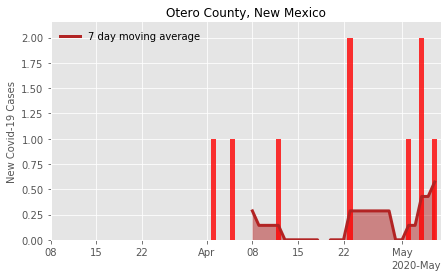 Otero County, New Mexico
7 day moving average
New Covid-19 Cases
2.00
1.75
1.50
1.25
1.00
0.75
0.50
0.25
0.00
08 15 22 Apr 08 15 22 May
2020-May